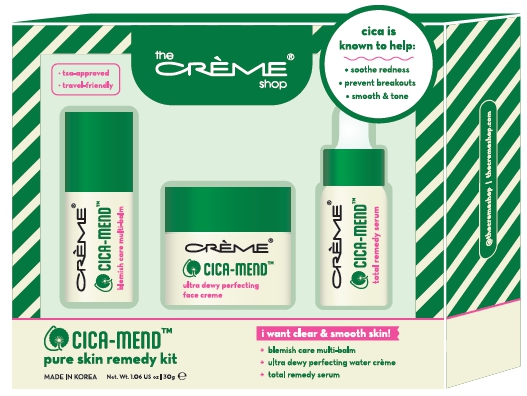 the
CRÈME®
shop
cica is
known to help:
• soothe redness
• prevent breakouts
• smooth & tone
• tsa-approved
• travel-friendly
CRÈME®
CICA-MEND™
blemish care multi-balm
CRÈME®
CICA-MEND™
ultra dewy perfecting
face creme
CRÈME®
CICA-MEND™
total remedy serum
@thecremeshop | thecremeshop.com
CICA-MEND™
pure skin remedy kit
MADE IN KOREA Net. Wt. 1.06 US oz | 30g ℮
i want clear & smooth skin!
+ blemish care multi-balm
+ ultra dewy perfecting water crème
+ total remedy serum